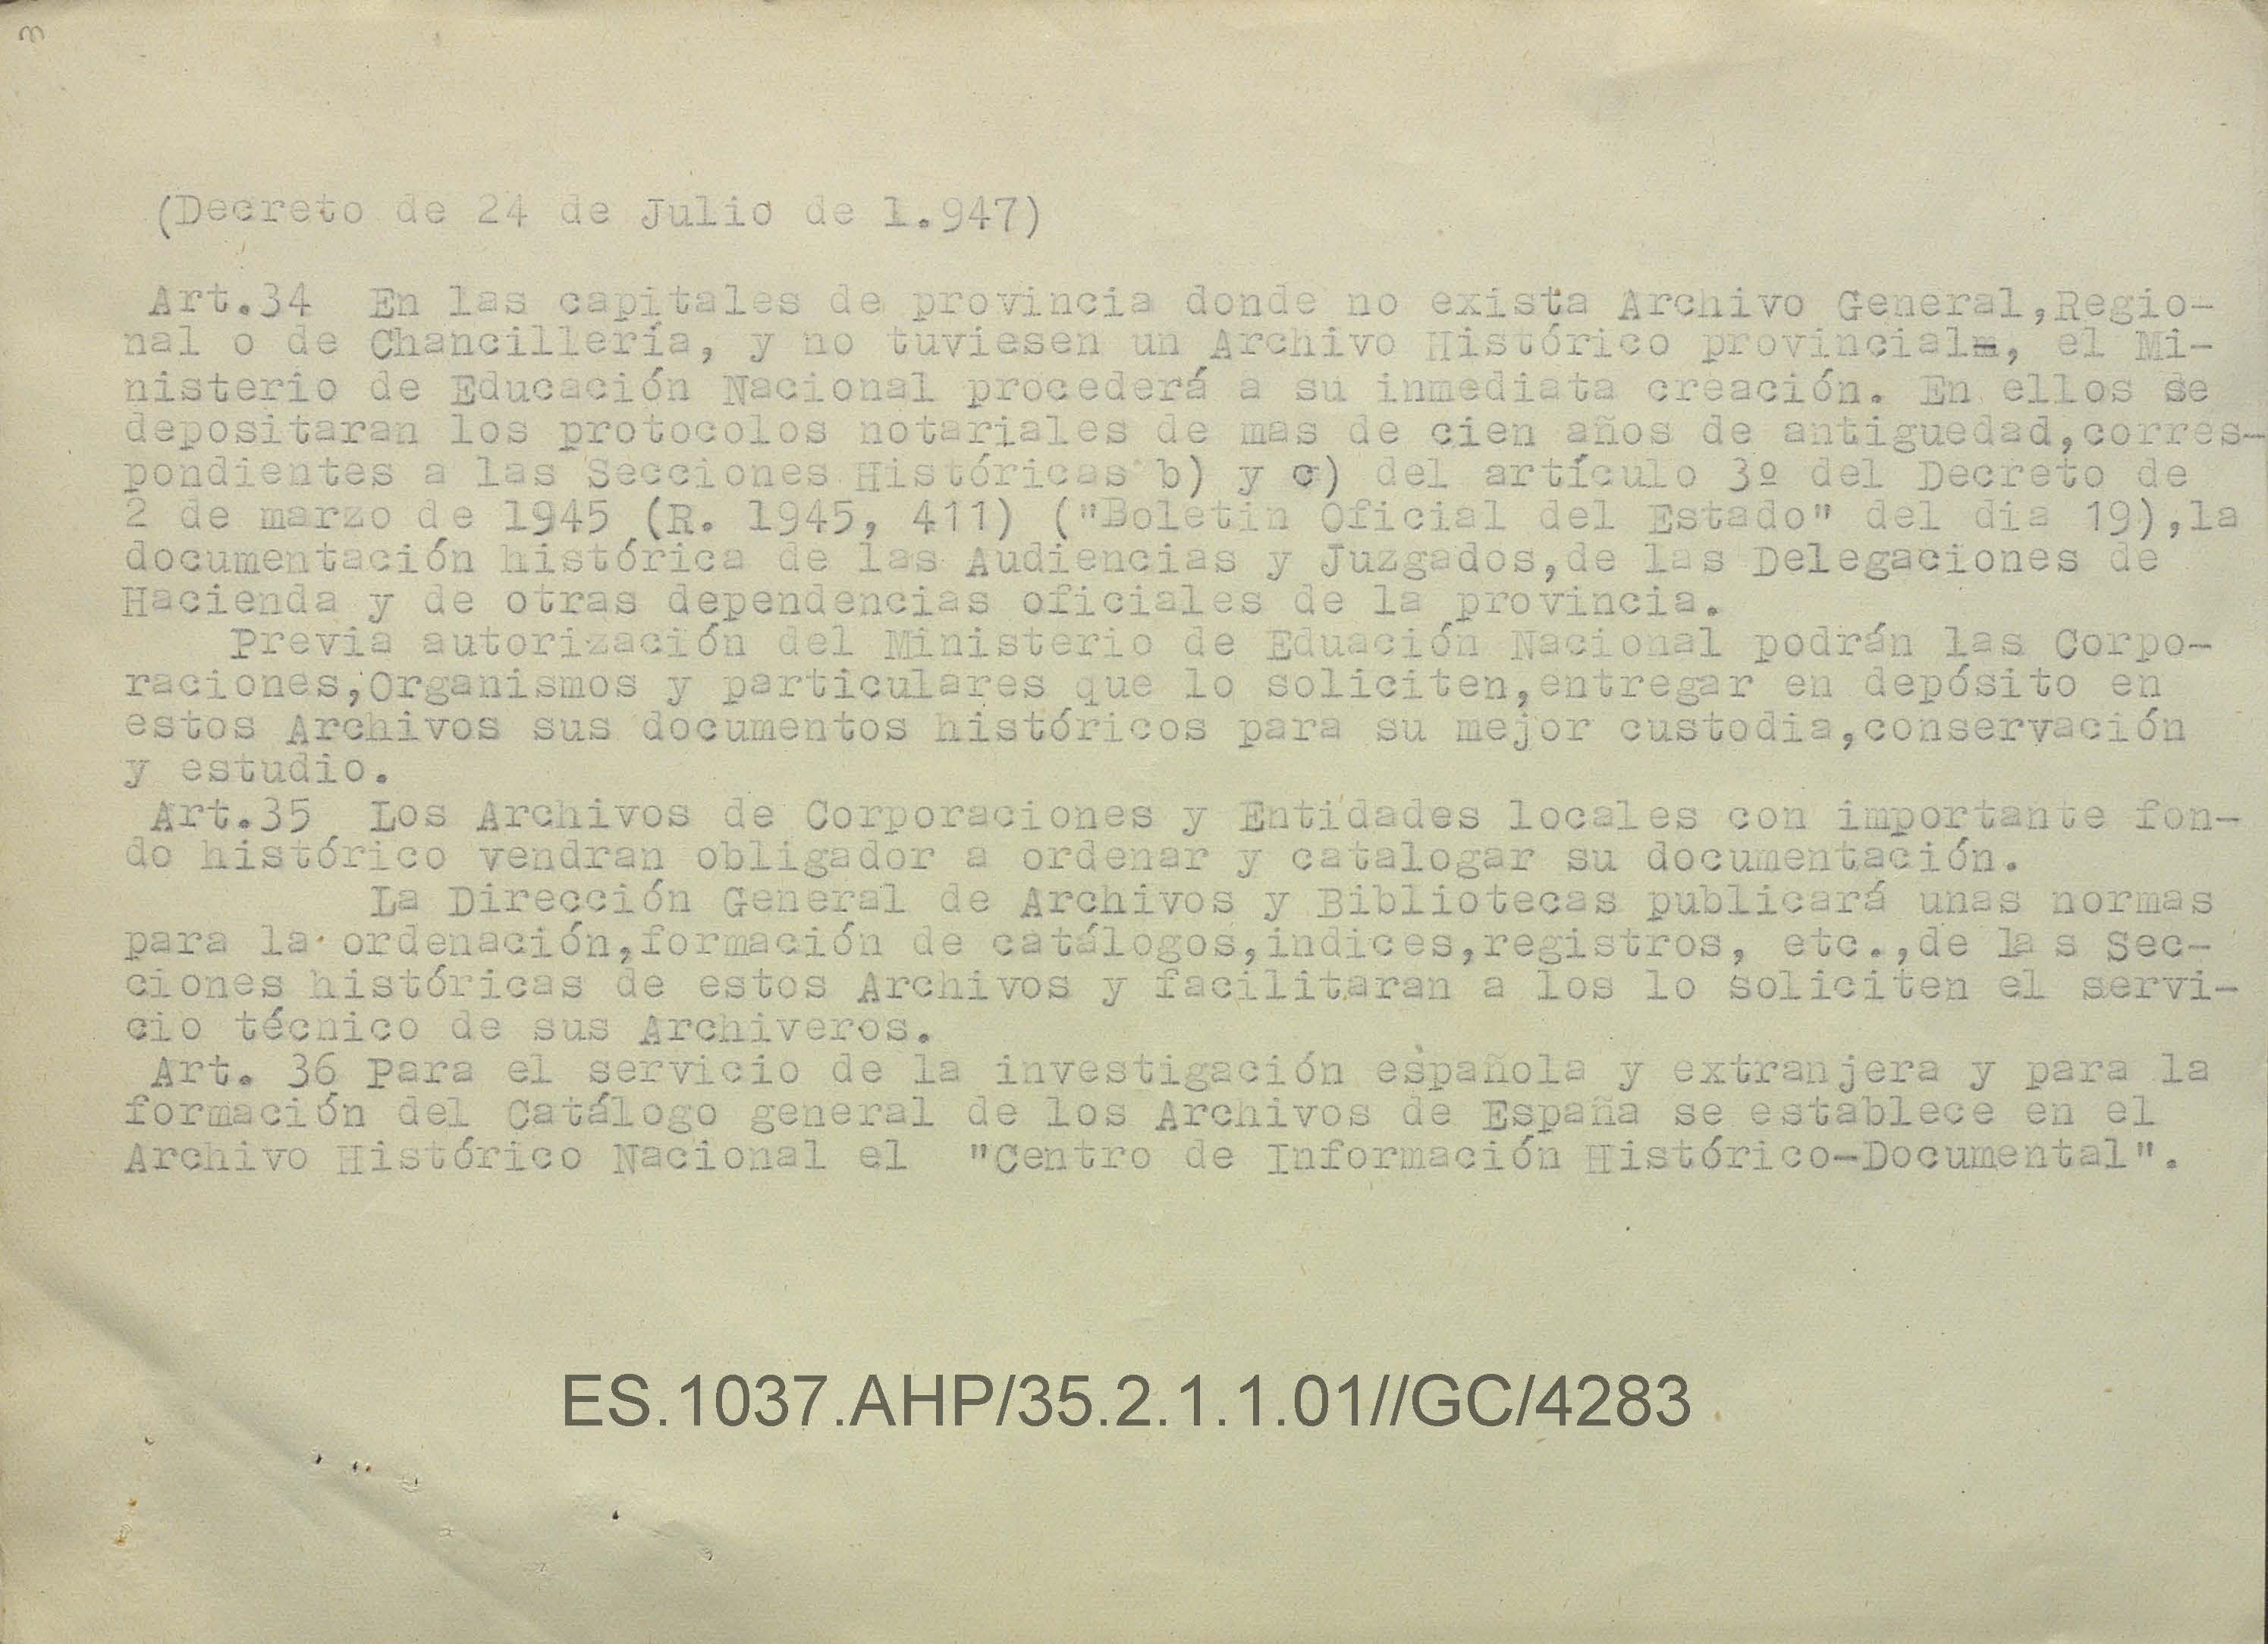 3
(Decreto de 24 de Julio de 1.947)
Art.34 En las capitales de provincia donde no exista Archivo General,Regio-
nal o de Chancillería, y no tuviesen un Archivo Histórico provincial, el Mi-
nisterio de Educación Nacional procederá a su inmediata creación. En ellos se
depositaran los protocolos notariales de mas de cien años de antiguedad,corres-
pondientes a las Secciones Históricas b) y c) del artículo 3º del Decreto de
2 de marzo de 1945 (R. 1945, 411) ("Boletin Oficial del Estado" del dia 19),la
documentación histórica de las Audiencias y Juzgados,de las Delegaciones de
Hacienda y de otras dependencias oficiales de la provincia.
Previa autorización del Ministerio de Eduación Nacional podrán las Corpo-
raciones,Organismos y particulares que lo soliciten,entregar en depósito en
estos Archivos sus documentos históricos para su mejor custodia,conservación
y estudio.
Art.35 Los Archivos de Corporaciones y Entidades locales con importante fon-
do histórico vendran obligador a ordenar y catalogar su documentación.
La Dirección General de Archivos y Bibliotecas publicará unas normas
para la ordenación,formación de catálogos,indices,registros, etc.,de la s Sec-
ciones históricas de estos Archivos y facilitaran a los lo soliciten el servi-
cio técnico de sus Archiveros.
Art. 36 Para el servicio de la investigación española y extranjera y para la
formación del Catálogo general de los Archivos de España se establece en el
Archivo Histórico Nacional el "Centro de Información Histórico-Documental".
ES.1037.AHP/35.2.1.1.01//GC/4283